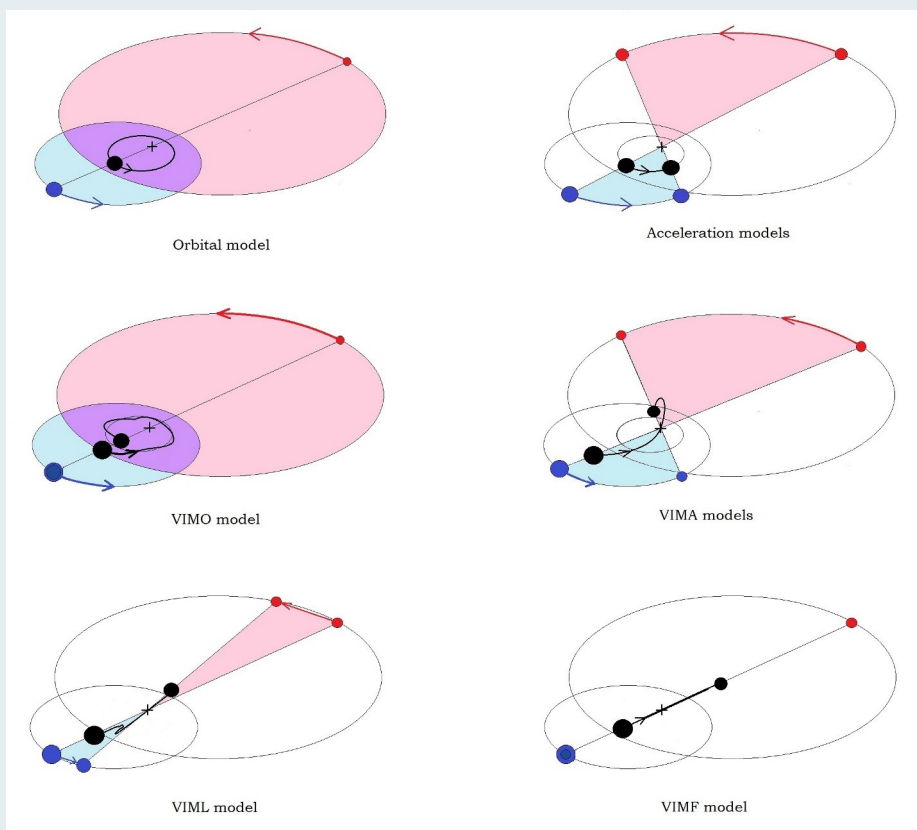 Orbital model
Acceleration models
VIMO model
VIMA models
VIML model
VIMF model